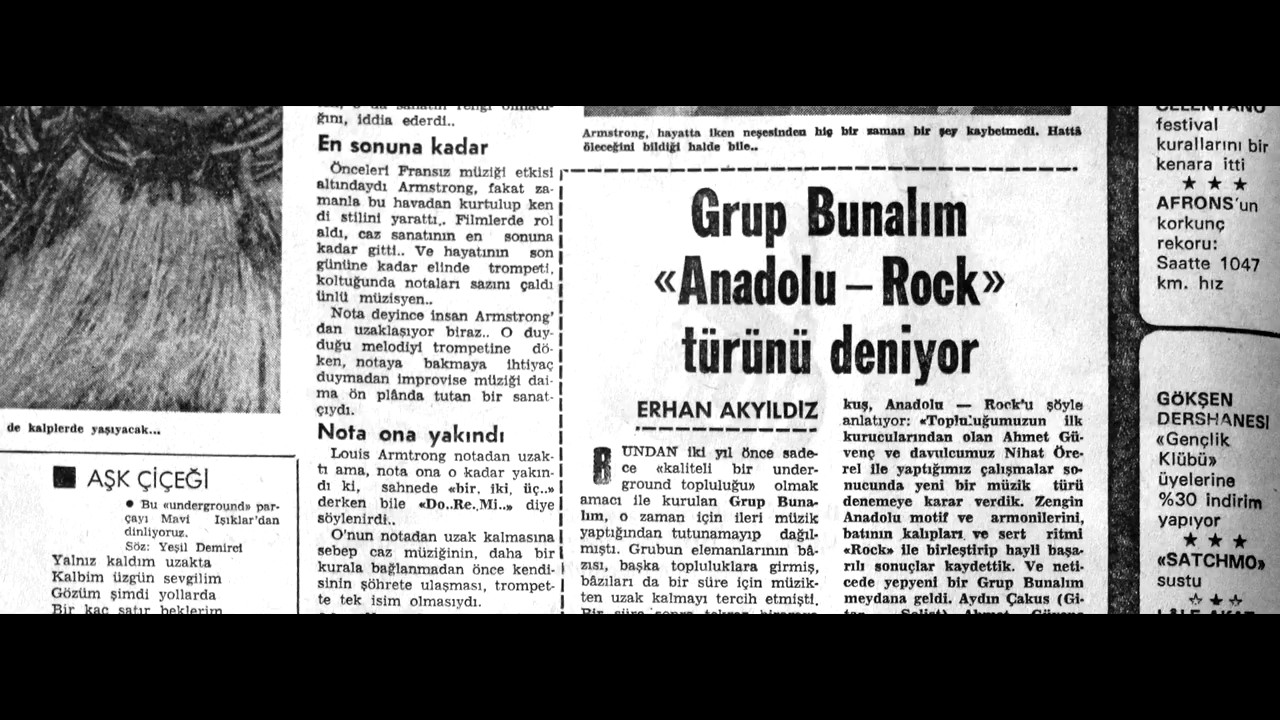 de kalplerde yaşıyacak...
AŞK ÇİÇEĞİ
● Bu «underground» par-
çayı Mavi Işıklar'dan
dinliyoruz.
Söz: Yeşil Demirci
Yalnız kaldım uzakta
Kalbim üzgün sevgilim
Gözüm şimdi yollarda
Bir kaç satır beklerim
ğını, iddia ederdi..
En sonuna kadar
Önceleri Fransız müziği etkisi
altındaydı Armstrong, fakat za-
manla bu havadan kurtulup ken
di stilini yarattı.. Filmlerde rol
aldı, caz sanatının en sonuna
kadar gitti.. Ve hayatının son
gününe kadar elinde trompeti,
koltuğunda notaları sazını çaldı
ünlü müzisyen..
Nota deyince insan Armstrong'
dan uzaklaşıyor biraz.. O duy-
duğu melodiyi trompetine dö-
ken, notaya bakmaya ihtiyaç
duymadan improvise müziği dai-
ma ön plânda tutan bir sanat-
çıydı.
Nota ona yakındı
Louis Armstrong notadan uzak-
tı ama, nota ona o kadar yakın-
dı ki, sahnede «bir, iki, üç..»
derken bile «Do..Re..Mi..» diye
söylenirdi..
O'nun notadan uzak kalmasına
sebep caz müziğinin, daha bir
kurala bağlanmadan önce kendi-
sinin şöhrete ulaşması, trompet-
te tek isim olmasıydı.
Armstrong, hayatta iken neşesinden hiç bir zaman bir şey kaybetmedi. Hattâ
öleceğini bildiği halde bile..
Grup Bunalım
«Anadolu — Rock»
türünü deniyor
ERHAN AKYILDIZ
BUNDAN iki yıl önce sade-
ce «kaliteli bir under-
ground topluluğu» olmak
amacı ile kurulan Grup Buna-
lım, o zaman için ileri müzik
yaptığından tutunamayıp dağıl-
mıştı. Grubun elemanlarının bâ-
zısı, başka topluluklara girmiş,
bâzıları da bir süre için müzik-
ten uzak kalmayı tercih etmişti.
Bir süre sonra tekrar
kuş, Anadolu — Rock'u şöyle
anlatıyor: «Topluluğumuzun ilk
kurucularından olan Ahmet Gü-
venç ve davulcumuz Nihat Öre-
rel ile yaptığımız çalışmalar so-
nucunda yeni bir müzik türü
denemeye karar verdik. Zengin
Anadolu motif ve armonilerini,
batının kalıpları ve sert ritmi
«Rock» ile birleştirip hayli başa-
rılı sonuçlar kaydettik. Ve neti-
cede yepyeni bir Grup Bunalım
meydana geldi. Aydın Çakus (Gi-
Solist) Ahmet
festival
kurallarını bir
kenara itti
★ ★ ★
AFRONS'un
korkunç
rekoru:
Saatte 1047
km. hız
GÖKŞEN
DERSHANESİ
«Gençlik
Klübü»
üyelerine
%30 indirim
yapıyor
★ ★ ★
«SATCHMO»
sustu
☆ ★ ☆